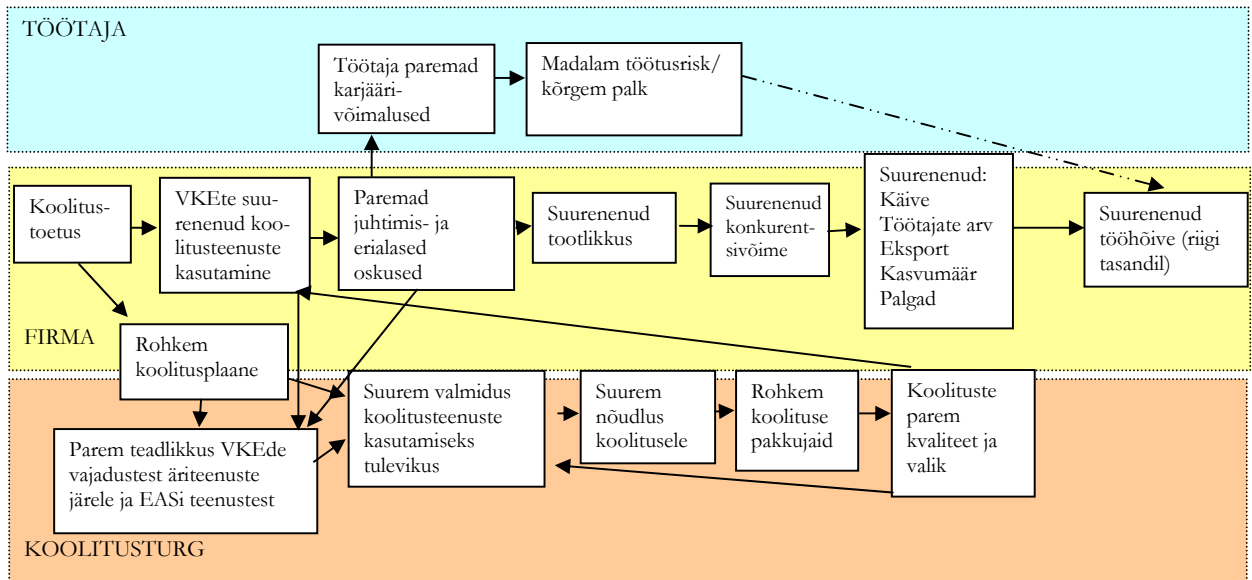 TÖÖTAJA
Töötaja paremad
karjääri-
võimalused
Madalam töötusrisk/
kõrgem palk
Koolitus-
toetus
VKEte suu-
renenud koo-
litusteenuste
kasutamine
Paremad
juhtimis- ja
erialased
oskused
Suurenenud
tootlikkus
Suurenenud
konkurent-
sivõime
Suurenenud:
Käive
Töötajate arv
Eksport
Kasvumäär
Palgad
Suurenenud
tööhõive (riigi
tasandil)
FIRMA
Rohkem
koolitusplaane
Parem teadlikkus VKEde
vajadustest äriteenuste
järele ja EASi teenustest
Suurem valmidus
koolitusteenuste
kasutamiseks
tulevikus
Suurem
nõudlus
koolitusele
Rohkem
koolituse
pakkujaid
Koolituste
parem
kvaliteet ja
valik
KOOLITUSTURG